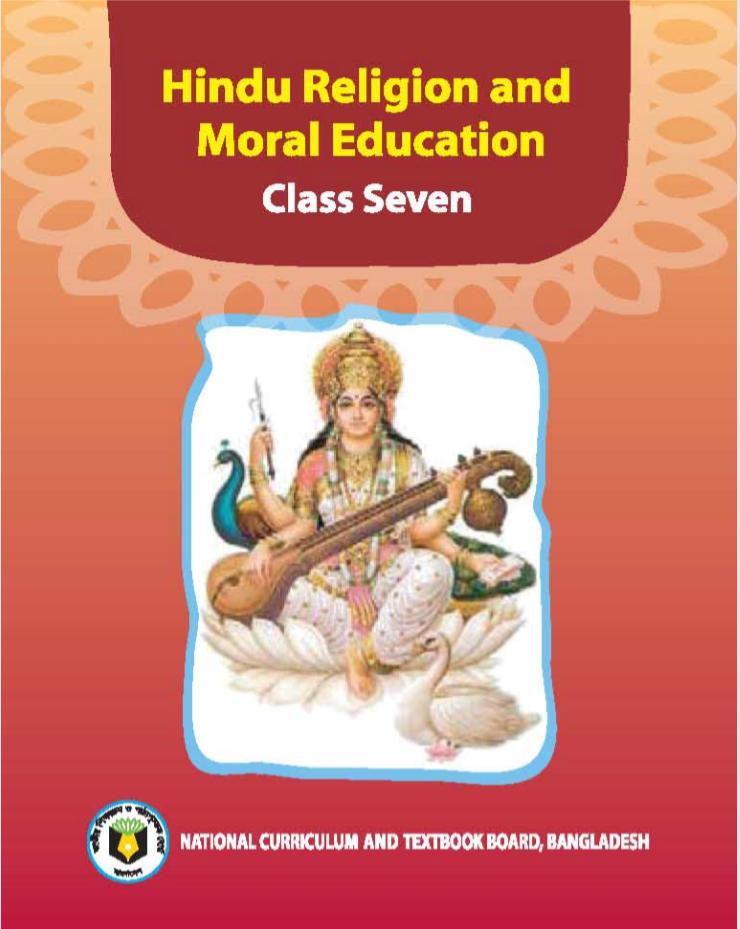 Hindu Religion and
Moral Education
Class Seven
NATIONAL CURRICULUM AND TEXTBOOK BOARD, BANGLADESH